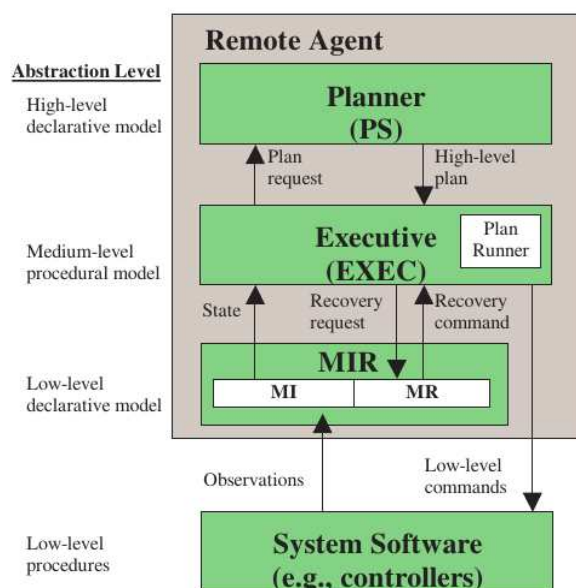 Remote Agent
Abstraction Level
High-level
declarative model
Planner
(PS)
Plan
request
High-level
plan
Medium-level
procedural model
Executive
(EXEC)
Plan
Runner
State
Recovery
request
Recovery
command
Low-level
declarative model
MIR
MI
MR
Observations
Low-level
commands
Low-level
procedures
System Software
(e.g., controllers)